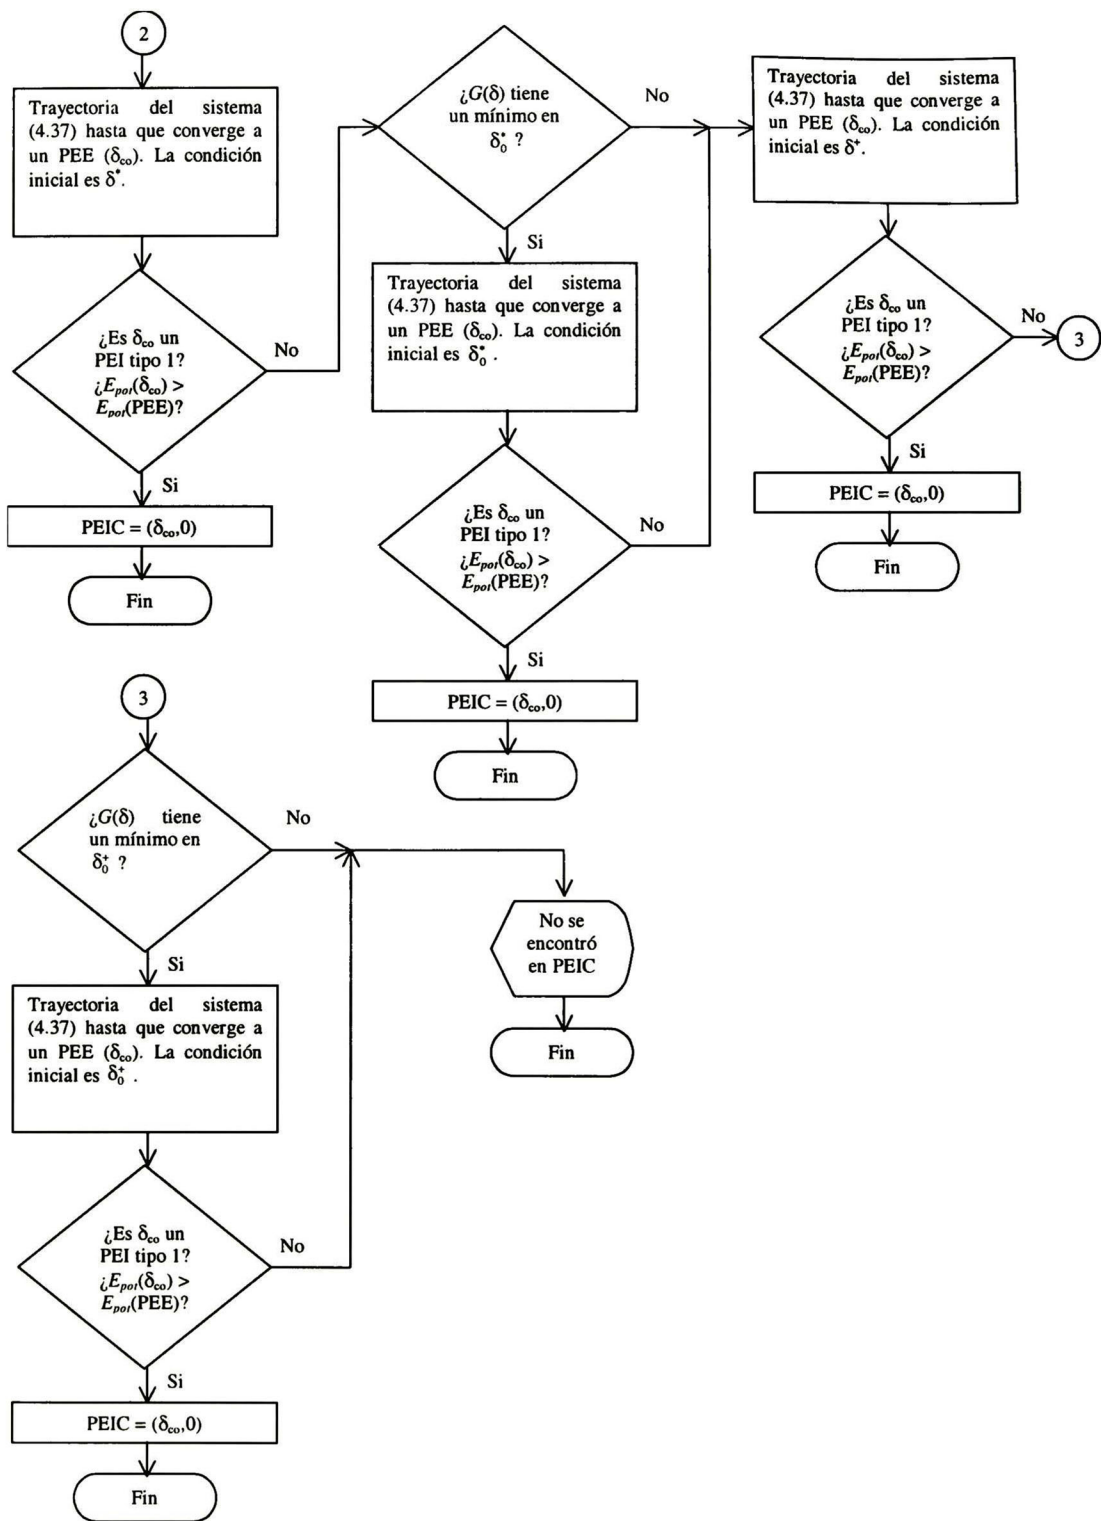 2
Trayectoria del sistema
(4.37) hasta que converge a
un PEE (δco). La condición
inicial es δ*.
¿Es δco un
PEI tipo 1?
¿Epot(δco) >
Epot(PEE)?
No
Si
PEIC = (δco,0)
Fin
¿G(δ) tiene
un mínimo en
δ0* ?
No
Si
Trayectoria del sistema
(4.37) hasta que converge a
un PEE (δco). La condición
inicial es δ0* .
¿Es δco un
PEI tipo 1?
¿Epot(δco) >
Epot(PEE)?
No
Si
PEIC = (δco,0)
Fin
Trayectoria del sistema
(4.37) hasta que converge a
un PEE (δco). La condición
inicial es δ+.
¿Es δco un
PEI tipo 1?
¿Epot(δco) >
Epot(PEE)?
No
3
Si
PEIC = (δco,0)
Fin
3
¿G(δ) tiene
un mínimo en
δ0+ ?
No
Si
Trayectoria del sistema
(4.37) hasta que converge a
un PEE (δco). La condición
inicial es δ0+ .
¿Es δco un
PEI tipo 1?
¿Epot(δco) >
Epot(PEE)?
No
Si
PEIC = (δco,0)
Fin
No se
encontró
en PEIC
Fin